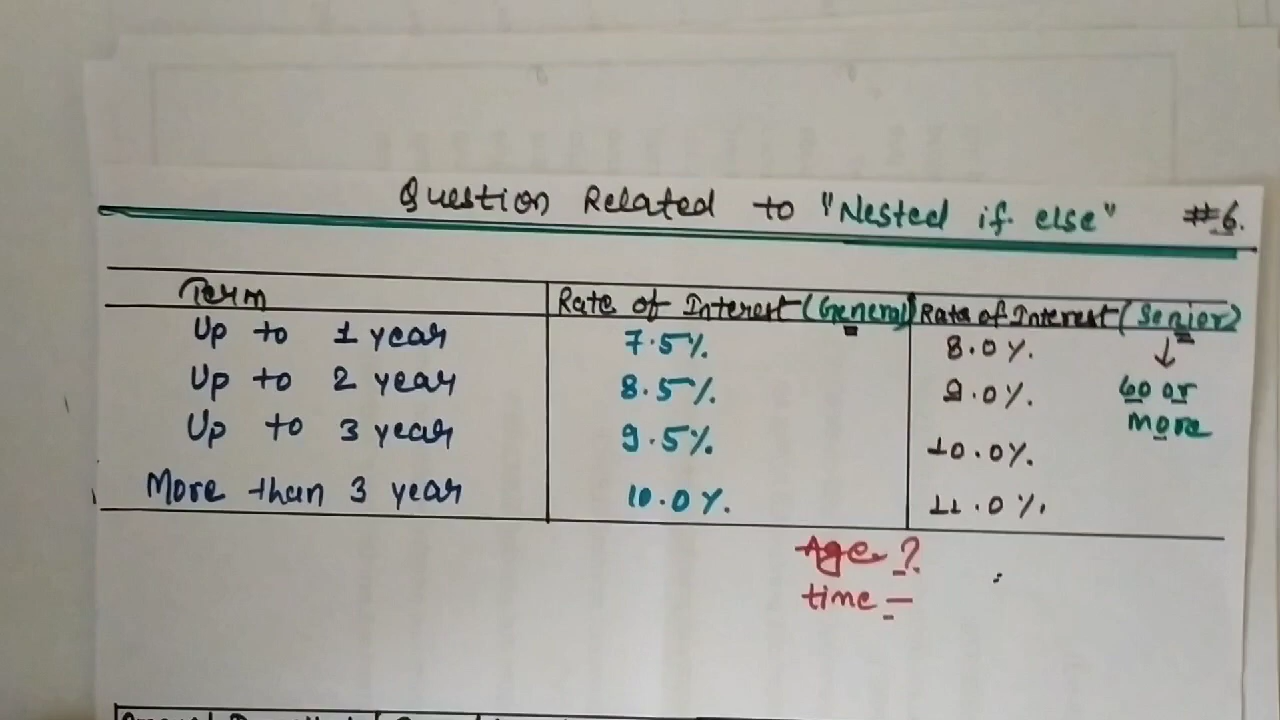 Question Related to "Nested if else" #6.
Term Rate of Interest (General) Rate of Interest (Senior)
Up to 1 year 7.5% 8.0%. ↓
Up to 2 year 8.5%. 9.0%. 60 or
more
Up to 3 year 9.5% 10.0%.
More than 3 year 10.0%. 11.0%.
Age ?
time —